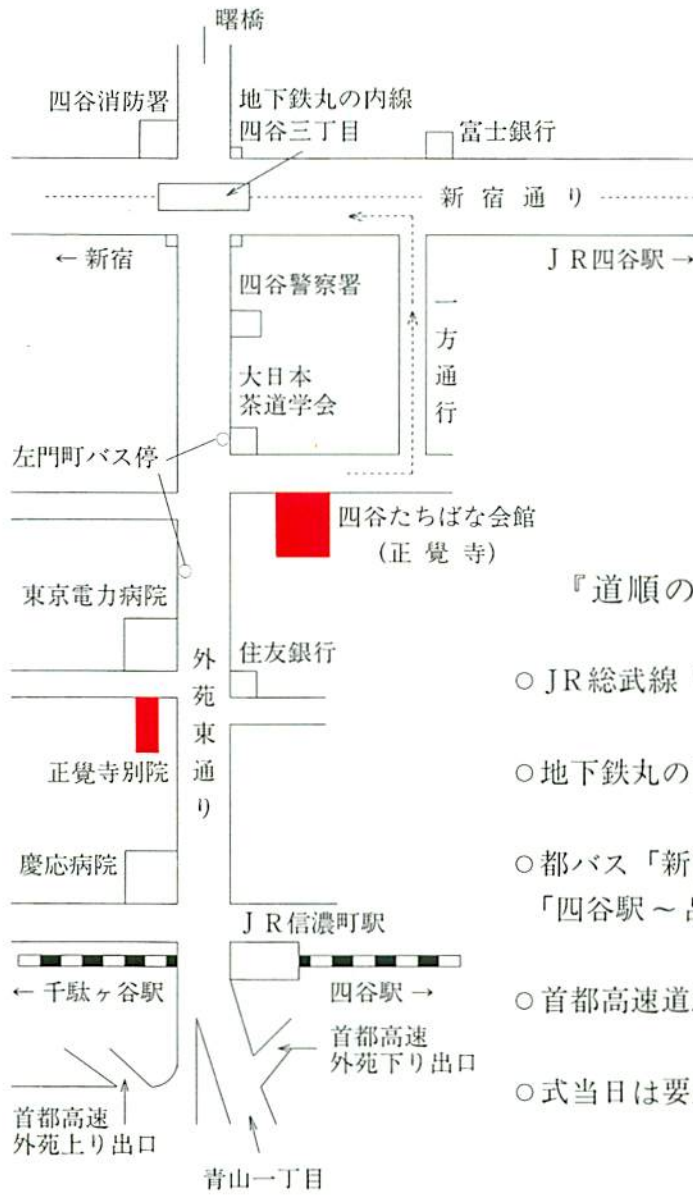 曙橋
四谷消防署
地下鉄丸の内線
四谷三丁目
富士銀行
新宿通り
← 新宿
JR四谷駅 →
四谷警察署
一方通行
大日本
茶道学会
左門町バス停
四谷たちばな会館
(正覺寺)
東京電力病院
住友銀行
外苑東通り
正覺寺別院
慶応病院
JR信濃町駅
← 千駄ヶ谷駅
四谷駅 →
首都高速
外苑下り出口
首都高速
外苑上り出口
青山一丁目
『道順の
○JR総武線
○地下鉄丸の
○都バス「新
「四谷駅～
○首都高速道
○式当日は要